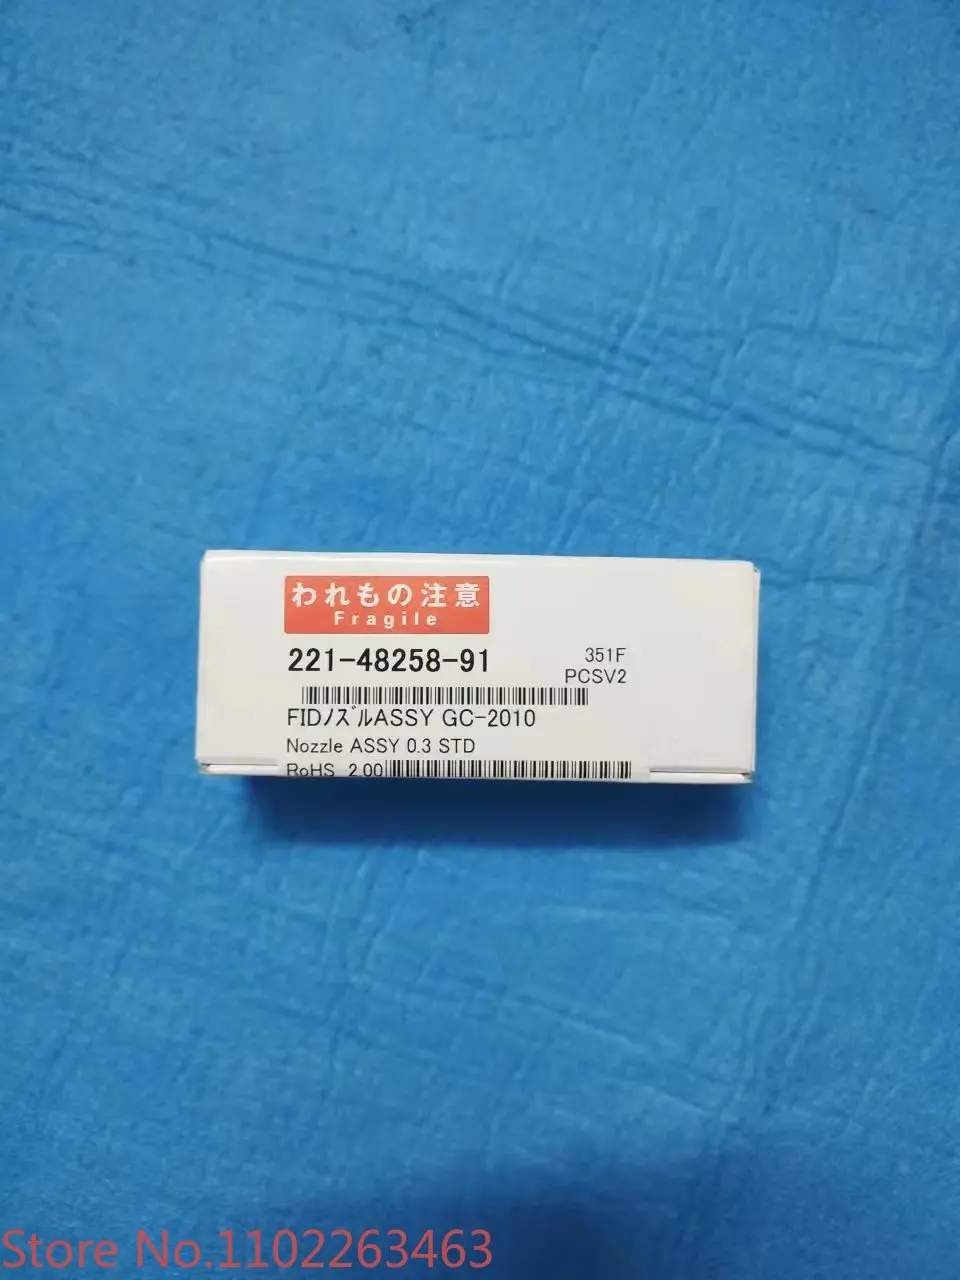 われもの注意
Fragile
221-48258-91
351F
PCSV2
FIDノズルASSY GC-2010
Nozzle ASSY 0.3 STD
RoHS 2.00
Store No.1102263463